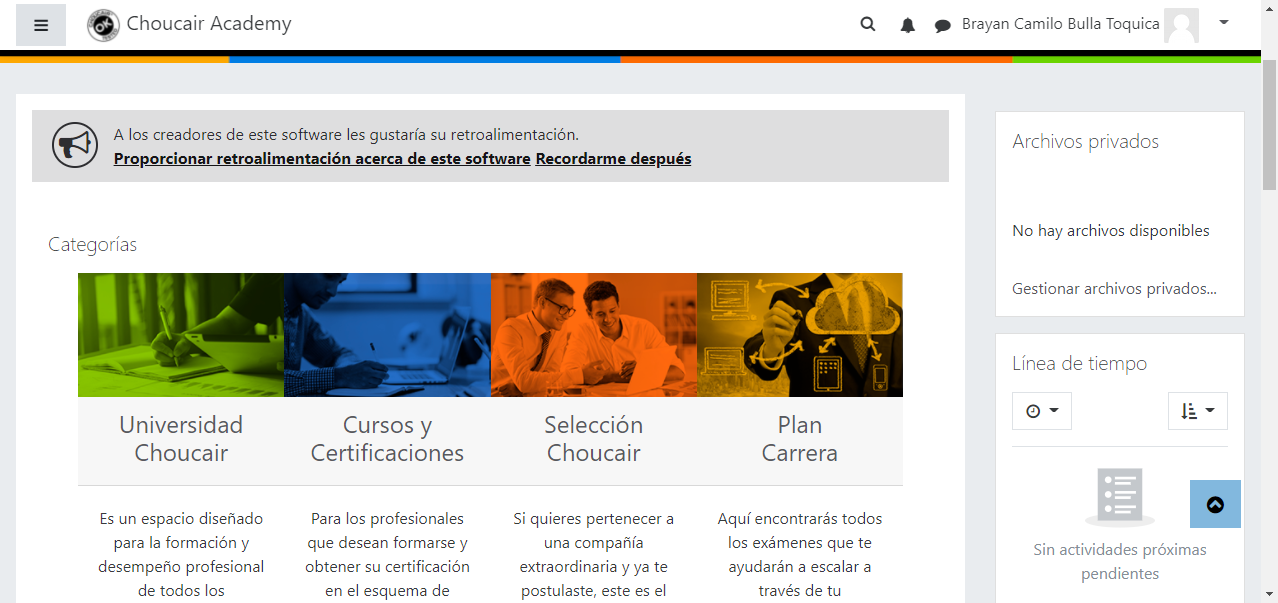 Choucair Academy
Brayan Camilo Bulla Toquica
A los creadores de este software les gustaría su retroalimentación.
Proporcionar retroalimentación acerca de este software Recordarme después
Categorías
Universidad
Choucair
Es un espacio diseñado
para la formación y
desempeño profesional
de todos los
Cursos y
Certificaciones
Para los profesionales
que desean formarse y
obtener su certificación
en el esquema de
Selección
Choucair
Si quieres pertenecer a
una compañía
extraordinaria y ya te
postulaste, este es el
Plan
Carrera
Aquí encontrarás todos
los exámenes que te
ayudarán a escalar a
través de tu
Archivos privados
No hay archivos disponibles
Gestionar archivos privados...
Línea de tiempo
Sin actividades próximas
pendientes